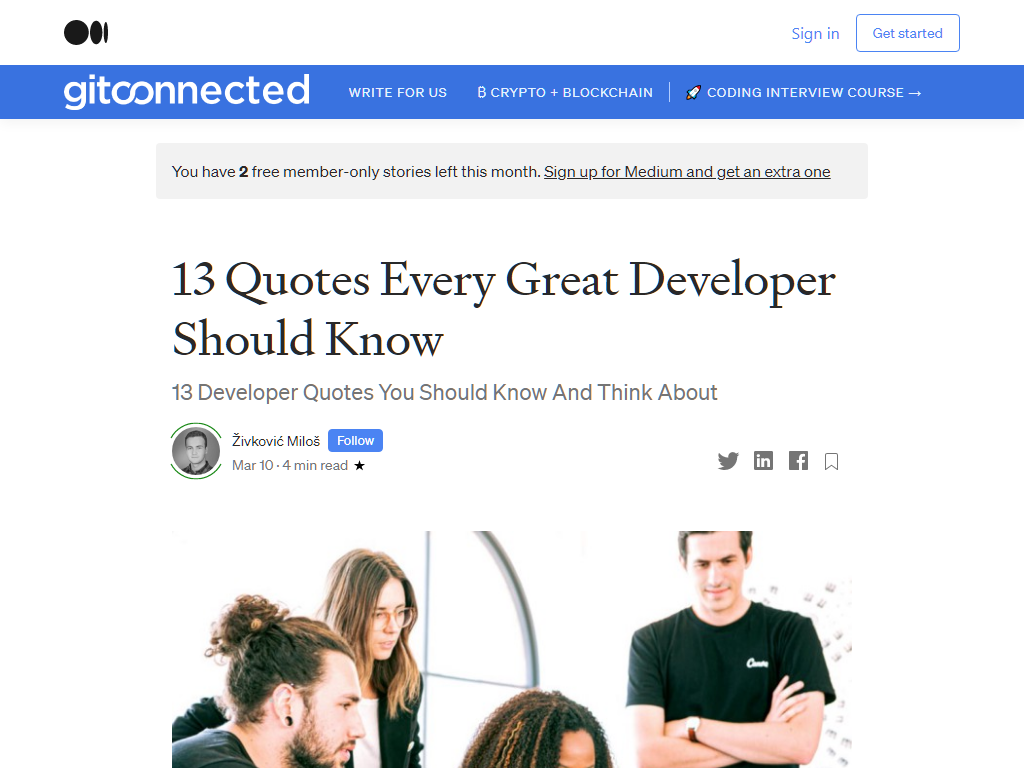 Sign in
Get started
gitconnected
WRITE FOR US
₿ CRYPTO + BLOCKCHAIN
🚀 CODING INTERVIEW COURSE →
You have 2 free member-only stories left this month. Sign up for Medium and get an extra one
13 Quotes Every Great Developer
Should Know
13 Developer Quotes You Should Know And Think About
Živković Miloš
Follow
Mar 10 · 4 min read ★
Canva